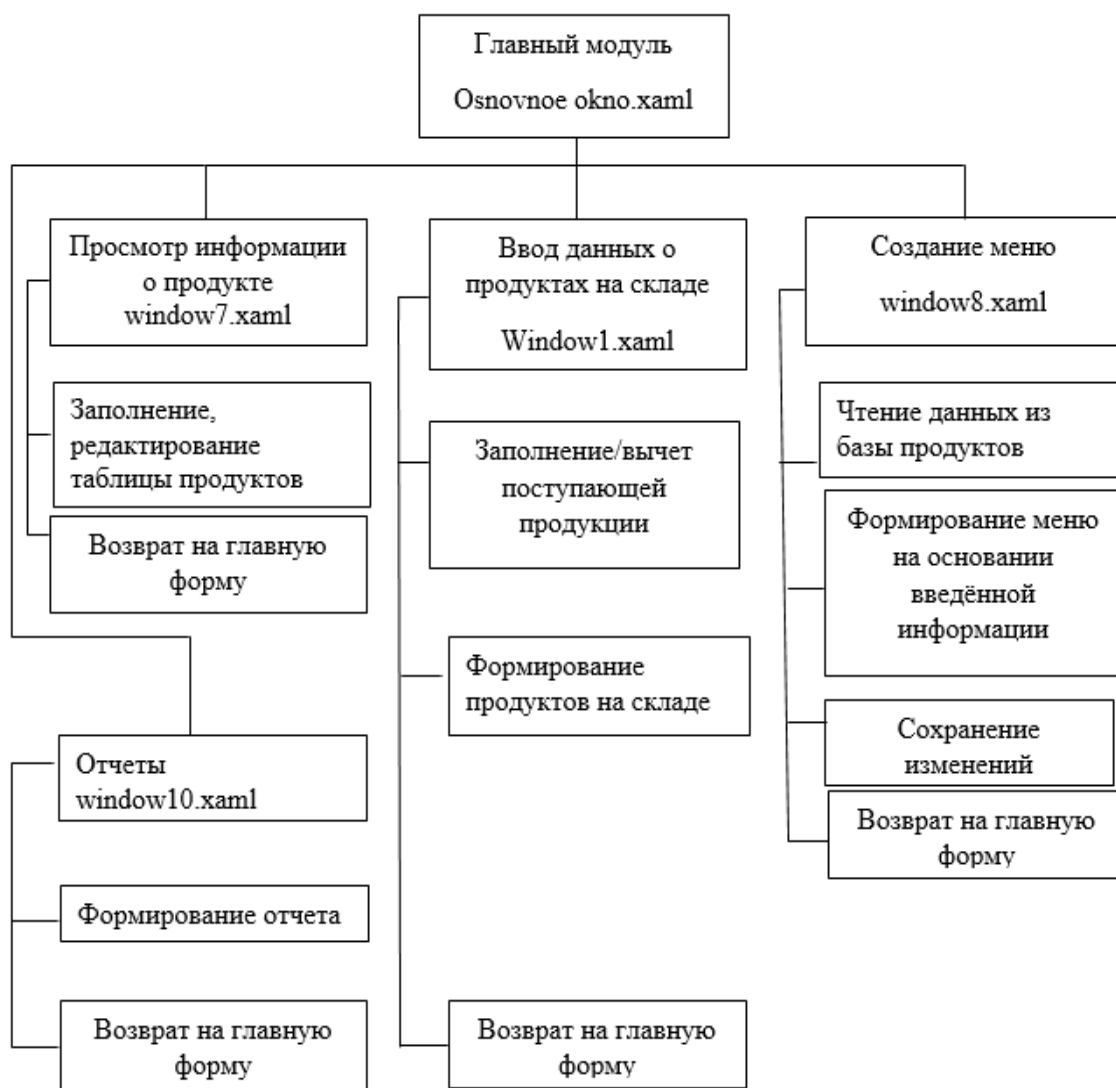 Главный модуль
Osnovnoe okno.xaml
Просмотр информации
о продукте
window7.xaml
Заполнение,
редактирование
таблицы продуктов
Возврат на главную
форму
Отчеты
window10.xaml
Формирование отчета
Возврат на главную
форму
Ввод данных о
продуктах на складе
Window1.xaml
Заполнение/вычет
поступающей
продукции
Формирование
продуктов на складе
Возврат на главную
форму
Создание меню
window8.xaml
Чтение данных из
базы продуктов
Формирование меню
на основании
введённой
информации
Сохранение
изменений
Возврат на главную
форму